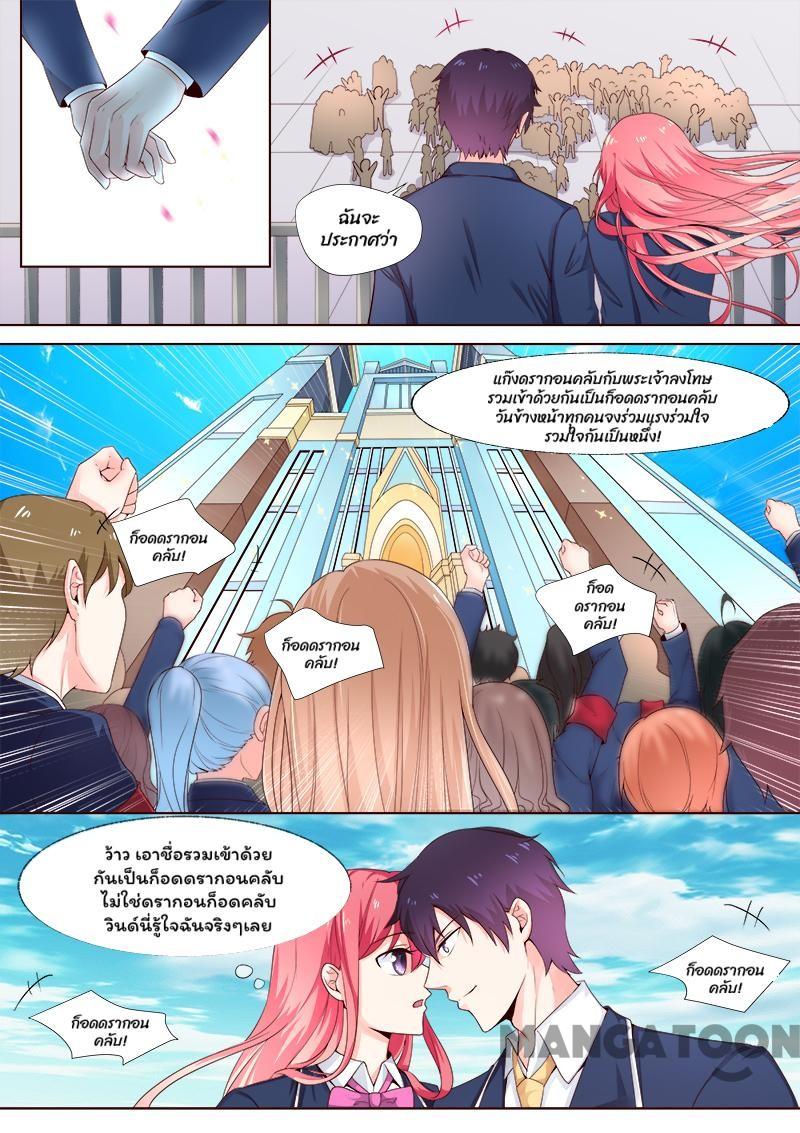 ฉันจะ
ประกาศว่า
แก๊งดรากอนคลับกับพระเจ้าลงโทษ
รวมเข้าด้วยกันเป็นก็อดดรากอนคลับ
วันข้างหน้าทุกคนจงร่วมแรงร่วมใจ
รวมใจกันเป็นหนึ่ง!
ก็อดดรากอน
คลับ!
ก็อด
ดรากอน
คลับ!
ก็อดดรากอน
คลับ!
ว้าว เอาชื่อรวมเข้าด้วย
กันเป็นก็อดดรากอนคลับ
ไม่ใช่ดรากอนก็อดคลับ
วินด์นี่รู้ใจฉันจริงๆเลย
ก็อดดรากอน
คลับ!
ก็อดดรากอน
คลับ!
MANGATOON